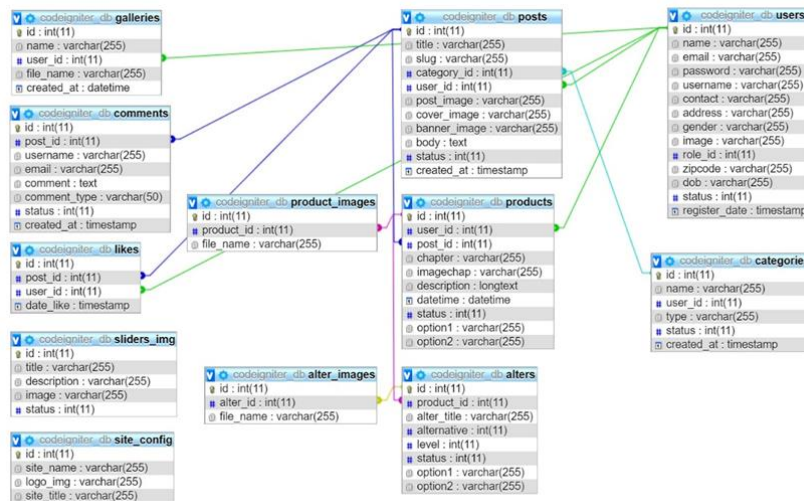 codeigniter_db galleries
id : int(11)
name : varchar(255)
user_id : int(11)
file_name : varchar(255)
created_at : datetime
codeigniter_db comments
id : int(11)
post_id : int(11)
username : varchar(255)
email : varchar(255)
comment : text
comment_type : varchar(50)
status : int(11)
created_at : timestamp
codeigniter_db likes
id : int(11)
post_id : int(11)
user_id : int(11)
date_like : timestamp
codeigniter_db sliders_img
id : int(11)
title : varchar(255)
description : varchar(255)
image : varchar(255)
status : int(11)
codeigniter_db site_config
id : int(11)
site_name : varchar(255)
logo_img : varchar(255)
site_title : varchar(255)
codeigniter_db product_images
id : int(11)
product_id : int(11)
file_name : varchar(255)
codeigniter_db alter_images
id : int(11)
alter_id : int(11)
file_name : varchar(255)
codeigniter_db posts
id : int(11)
title : varchar(255)
slug : varchar(255)
category_id : int(11)
user_id : int(11)
post_image : varchar(255)
cover_image : varchar(255)
banner_image : varchar(255)
body : text
status : int(11)
created_at : timestamp
codeigniter_db products
id : int(11)
user_id : int(11)
post_id : int(11)
chapter : varchar(255)
imagechap : varchar(255)
description : longtext
datetime : datetime
status : int(11)
option1 : varchar(255)
option2 : varchar(255)
codeigniter_db alters
id : int(11)
product_id : int(11)
alter_title : varchar(255)
alternative : int(11)
level : int(11)
status : int(11)
option1 : varchar(255)
option2 : varchar(255)
codeigniter_db users
id : int(11)
name : varchar(255)
email : varchar(255)
password : varchar(255)
username : varchar(255)
contact : varchar(255)
address : varchar(255)
gender : varchar(255)
image : varchar(255)
role_id : int(11)
zipcode : varchar(255)
dob : varchar(255)
status : int(11)
register_date : timestamp
codeigniter_db categorie
id : int(11)
name : varchar(255)
user_id : int(11)
type : varchar(255)
status : int(11)
created_at : timestamp